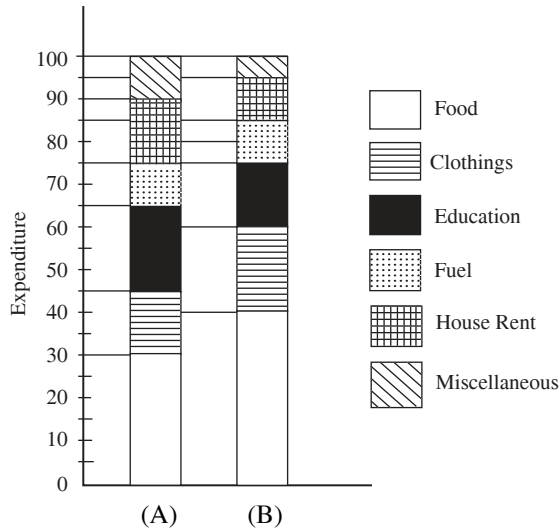 100
90
80
70
60
50
40
30
20
10
0
Expenditure
(A)
(B)
Food
Clothings
Education
Fuel
House Rent
Miscellaneous